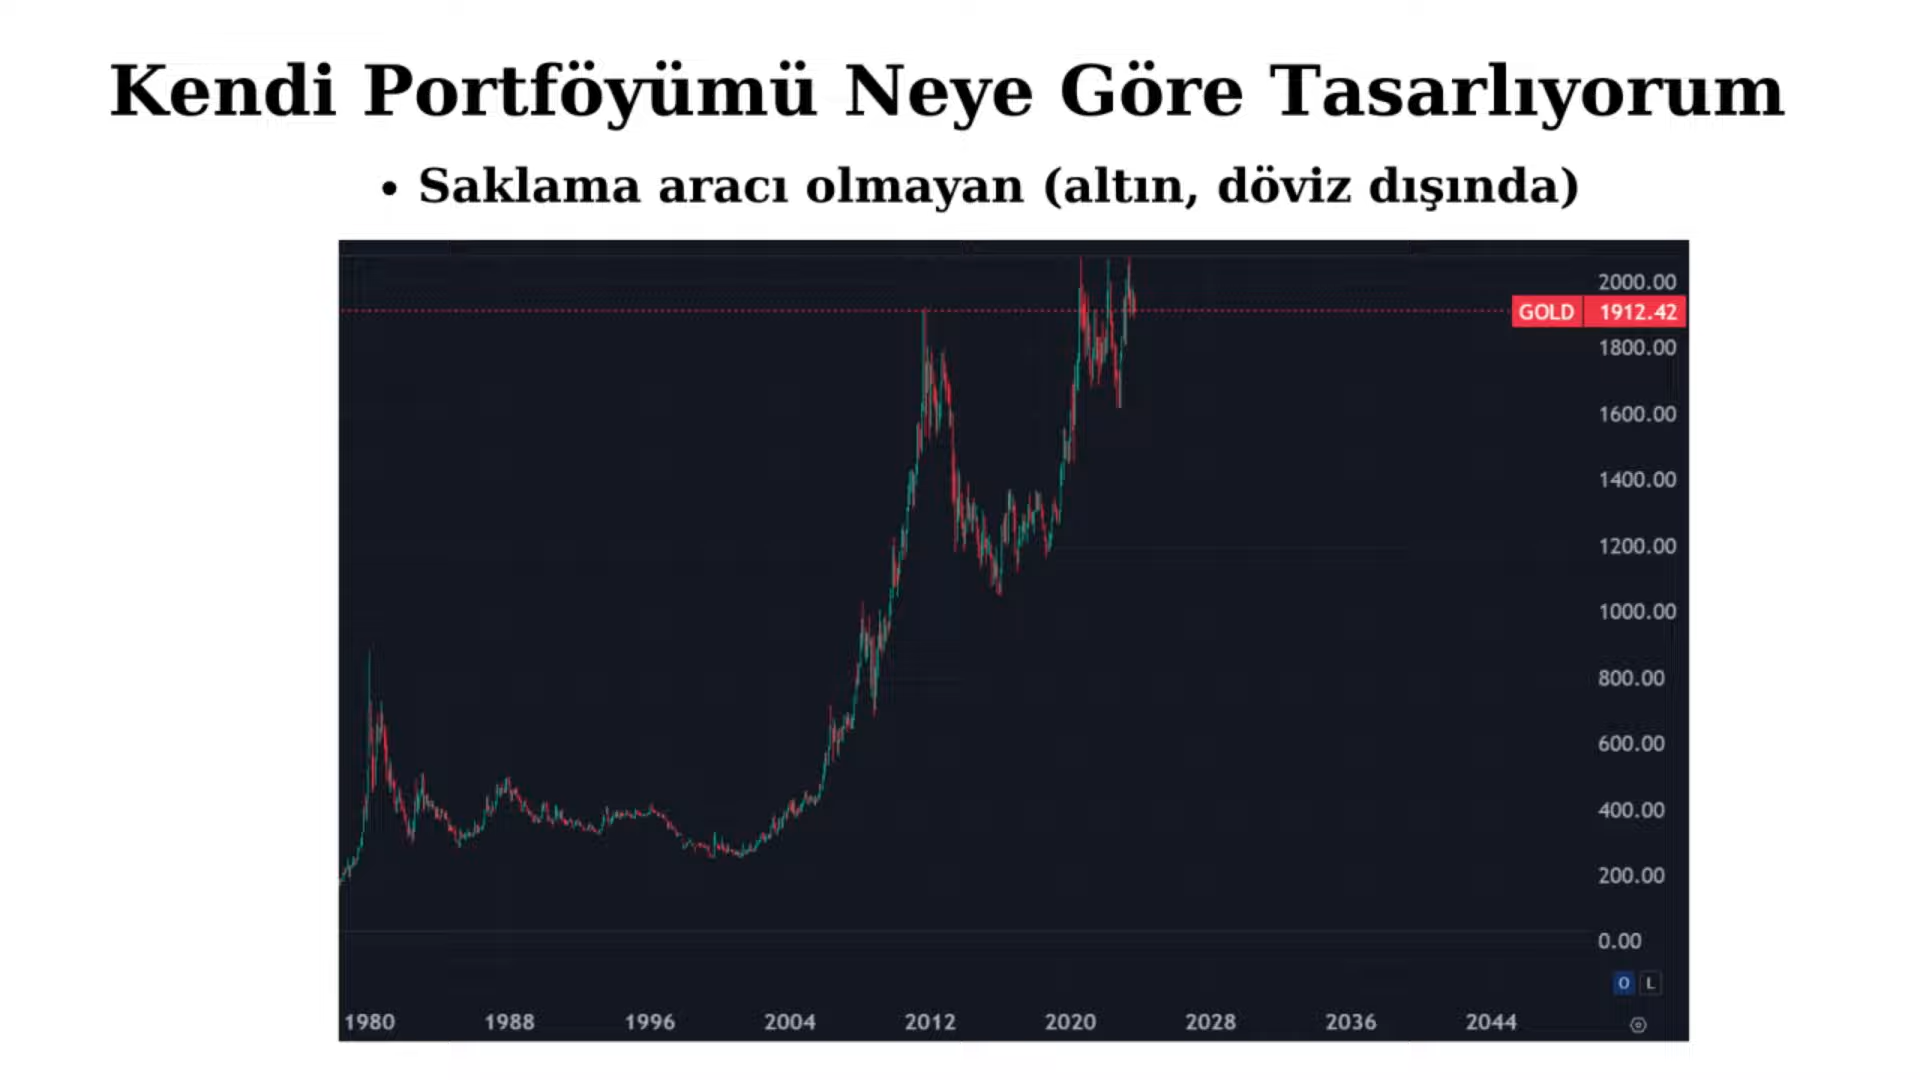 Kendi Portföyümü Neye Göre Tasarlıyorum
• Saklama aracı olmayan (altın, döviz dışında)
2000.00
GOLD 1912.42
1800.00
1600.00
1400.00
1200.00
1000.00
800.00
600.00
400.00
200.00
0.00
O L
1980 1988 1996 2004 2012 2020 2028 2036 2044